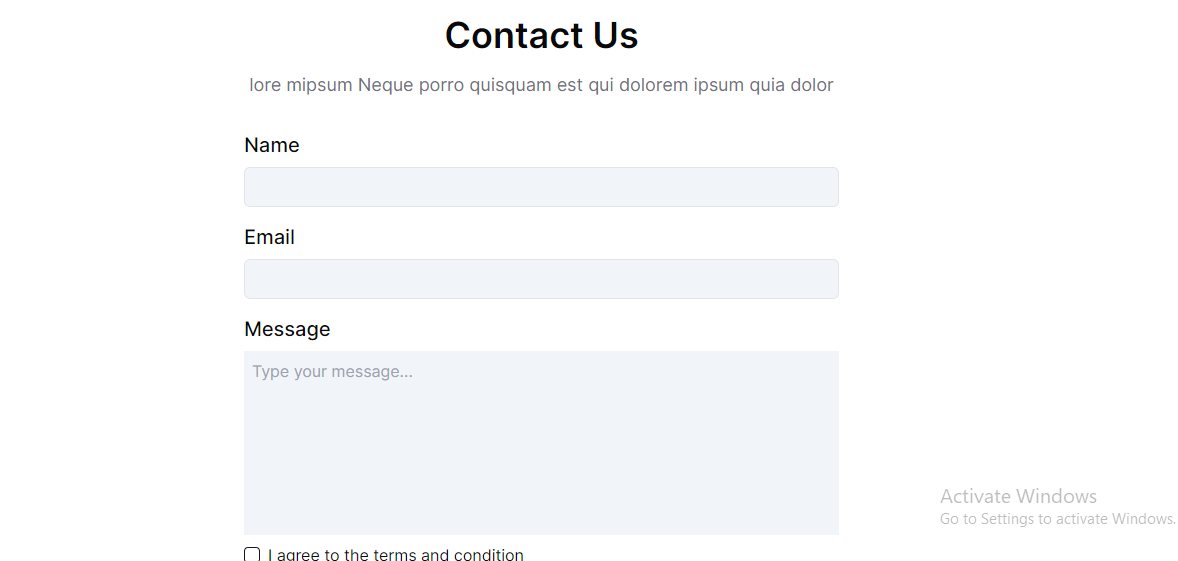 Contact Us
lore mipsum Neque porro quisquam est qui dolorem ipsum quia dolor
Name
Email
Message
Type your message...
Activate Windows
Go to Settings to activate Windows.
I agree to the terms and condition